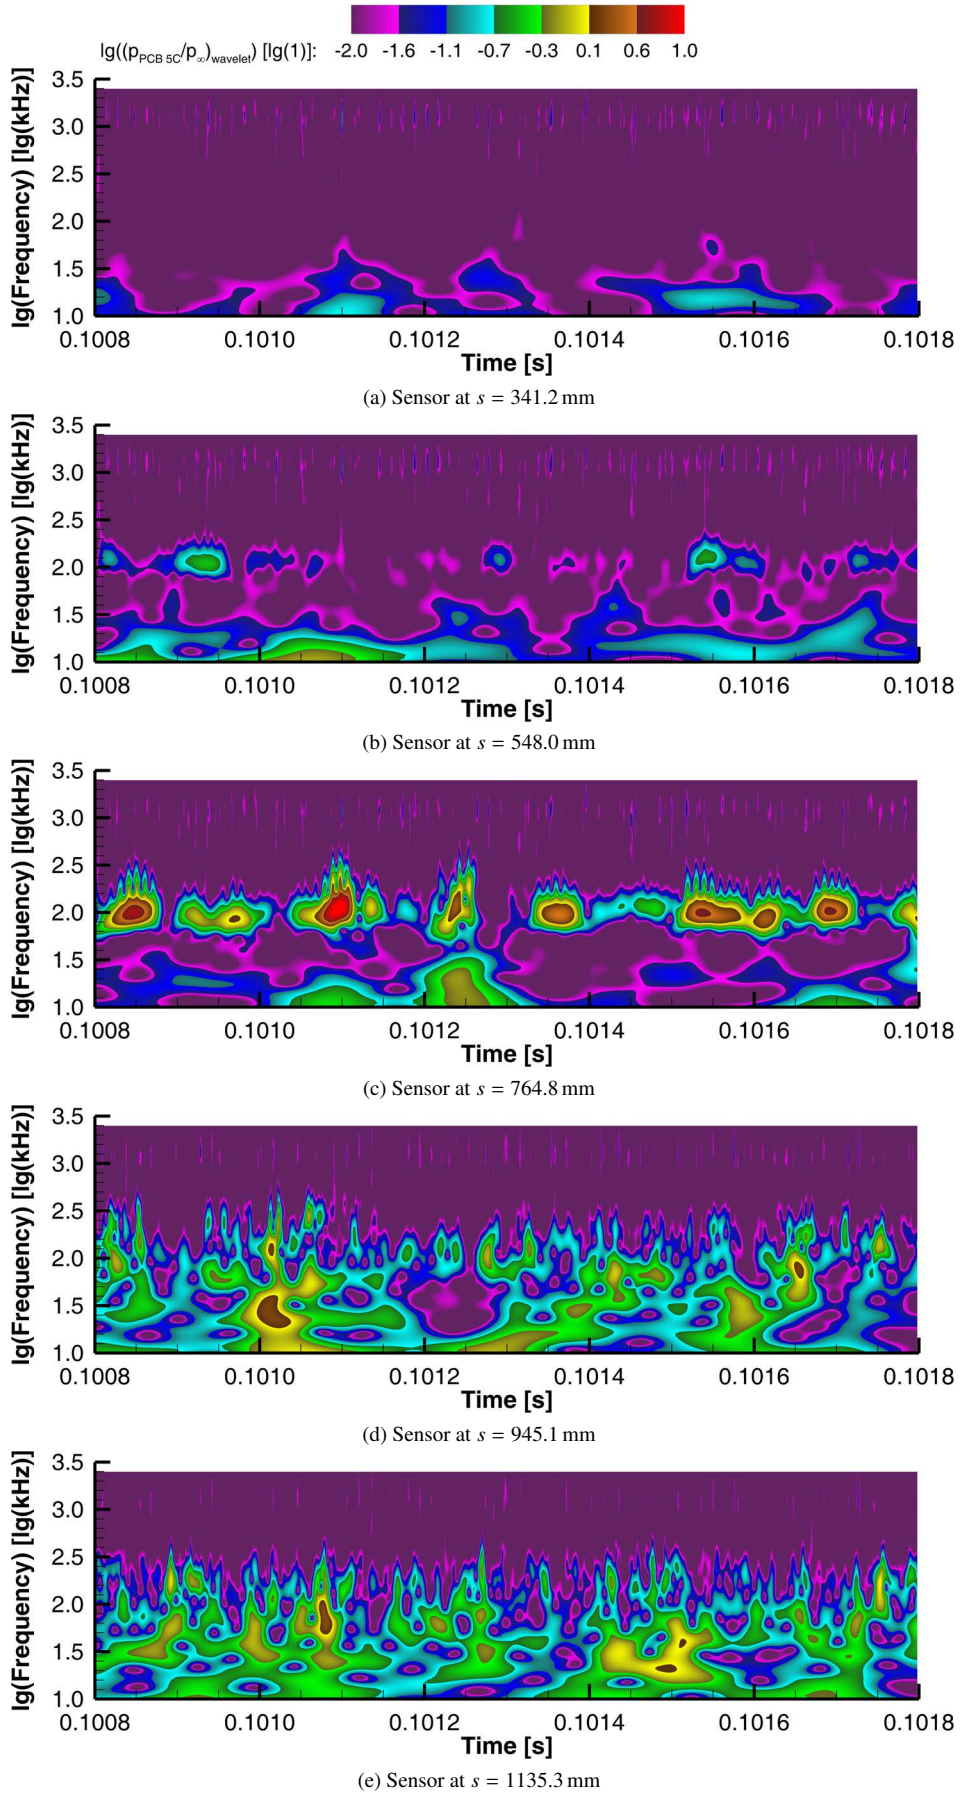 lg((pPCB 5C/p∞)wavelet) [lg(1)]: -2.0 -1.6 -1.1 -0.7 -0.3 0.1 0.6 1.0
lg(Frequency) [lg(kHz)]
3.5
3.0
2.5
2.0
1.5
1.0
0.1008 0.1010 0.1012 0.1014 0.1016 0.1018
Time [s]
(a) Sensor at s = 341.2 mm
lg(Frequency) [lg(kHz)]
3.5
3.0
2.5
2.0
1.5
1.0
0.1008 0.1010 0.1012 0.1014 0.1016 0.1018
Time [s]
(b) Sensor at s = 548.0 mm
lg(Frequency) [lg(kHz)]
3.5
3.0
2.5
2.0
1.5
1.0
0.1008 0.1010 0.1012 0.1014 0.1016 0.1018
Time [s]
(c) Sensor at s = 764.8 mm
lg(Frequency) [lg(kHz)]
3.5
3.0
2.5
2.0
1.5
1.0
0.1008 0.1010 0.1012 0.1014 0.1016 0.1018
Time [s]
(d) Sensor at s = 945.1 mm
lg(Frequency) [lg(kHz)]
3.5
3.0
2.5
2.0
1.5
1.0
0.1008 0.1010 0.1012 0.1014 0.1016 0.1018
Time [s]
(e) Sensor at s = 1135.3 mm